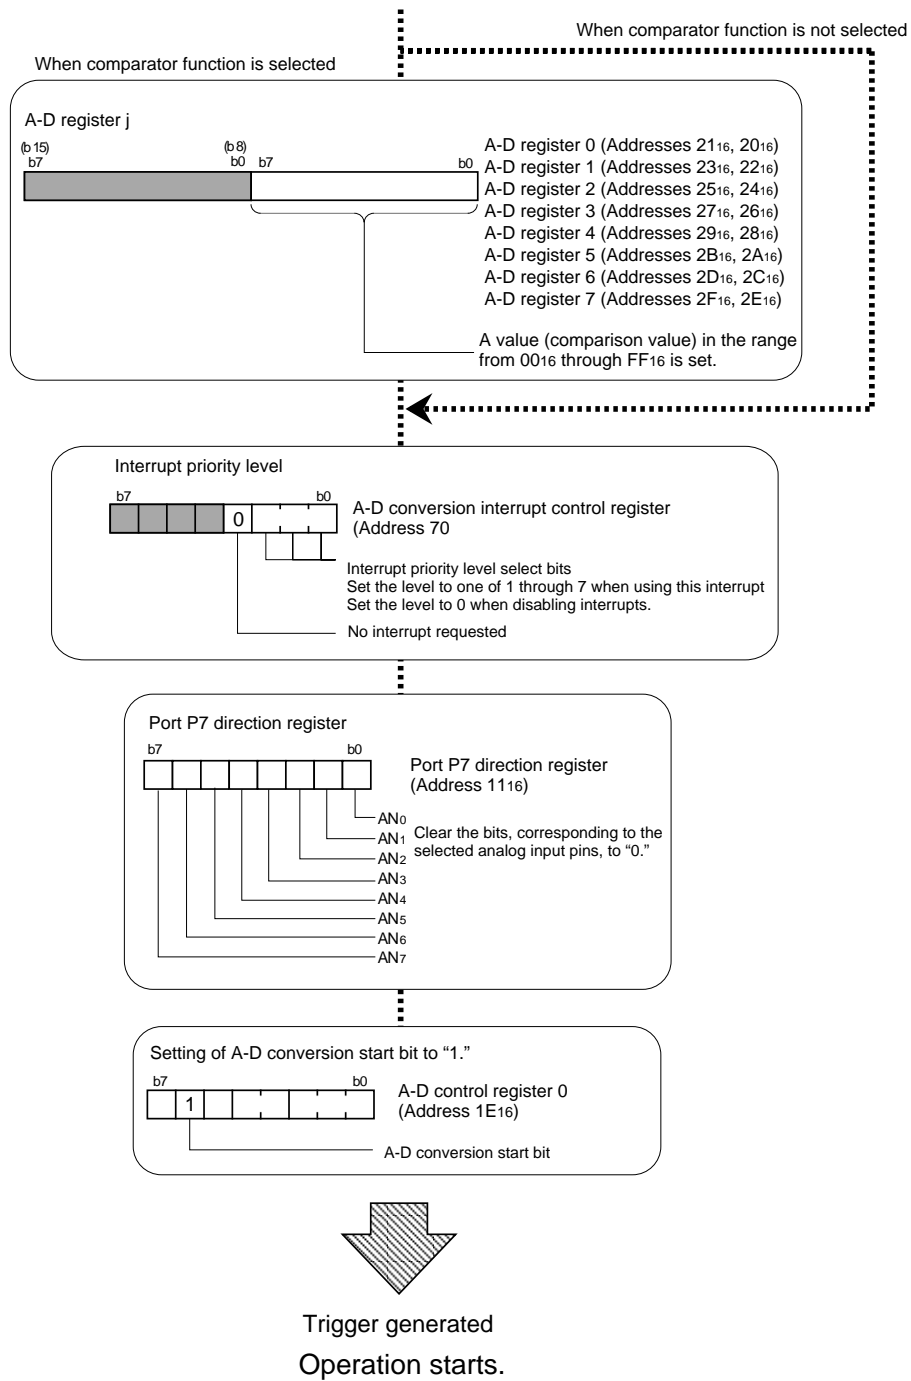 When comparator function is not selected
When comparator function is selected
A-D register j
(b 15) (b 8)
b7 b0 b7 b0
A-D register 0 (Addresses 21₁₆, 20₁₆)
A-D register 1 (Addresses 23₁₆, 22₁₆)
A-D register 2 (Addresses 25₁₆, 24₁₆)
A-D register 3 (Addresses 27₁₆, 26₁₆)
A-D register 4 (Addresses 29₁₆, 28₁₆)
A-D register 5 (Addresses 2B₁₆, 2A₁₆)
A-D register 6 (Addresses 2D₁₆, 2C₁₆)
A-D register 7 (Addresses 2F₁₆, 2E₁₆)
A value (comparison value) in the range
from 00₁₆ through FF₁₆ is set.
Interrupt priority level
b7 b0
0
A-D conversion interrupt control register
(Address 70
Interrupt priority level select bits
Set the level to one of 1 through 7 when using this interrupt
Set the level to 0 when disabling interrupts.
No interrupt requested
Port P7 direction register
b7 b0
Port P7 direction register
(Address 11₁₆)
AN₀
AN₁
AN₂
AN₃
AN₄
AN₅
AN₆
AN₇
Clear the bits, corresponding to the
selected analog input pins, to “0.”
Setting of A-D conversion start bit to “1.”
b7 b0
1
A-D control register 0
(Address 1E₁₆)
A-D conversion start bit
Trigger generated
Operation starts.